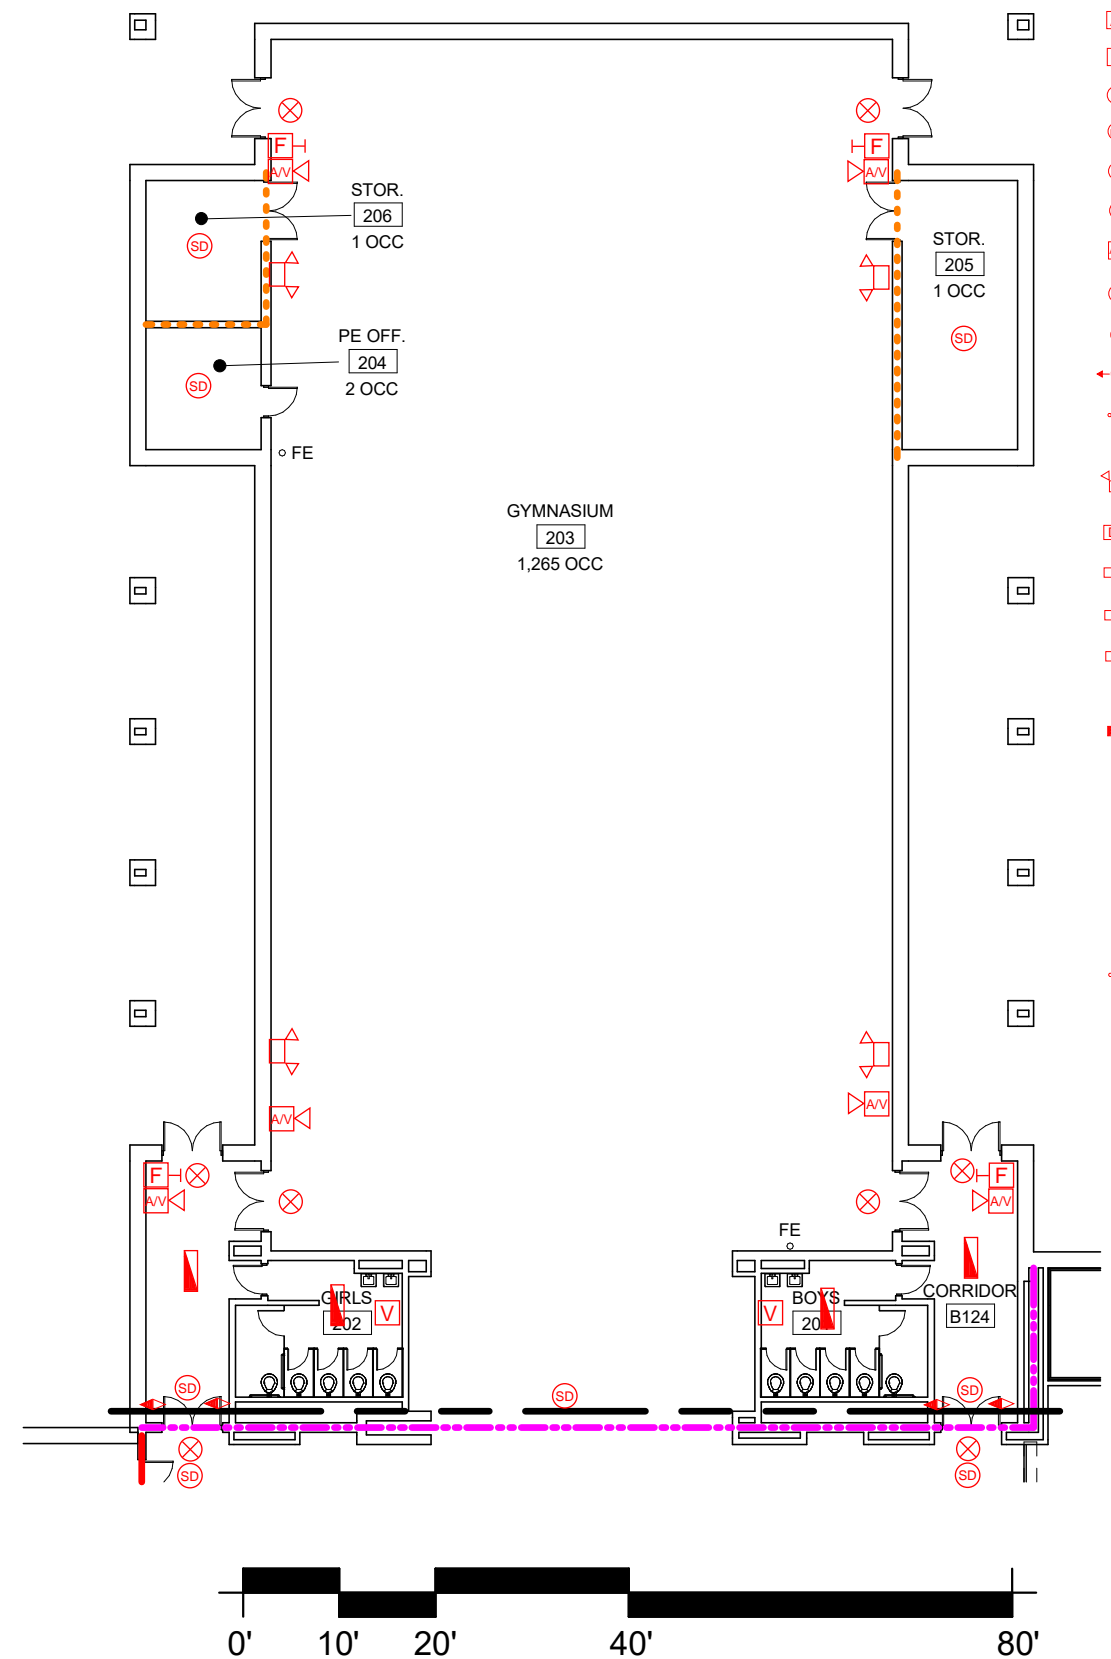 F
F
A/V
A/V
STOR.
206
1 OCC
SD
STOR.
205
1 OCC
SD
PE OFF.
204
2 OCC
SD
FE
GYMNASIUM
203
1,265 OCC
A/V
A/V
F
F
A/V
A/V
FE
GIRLS
202
V
V
BOYS
CORRIDOR
B124
SD
SD
SD
SD
SD
0' 10' 20' 40' 80'